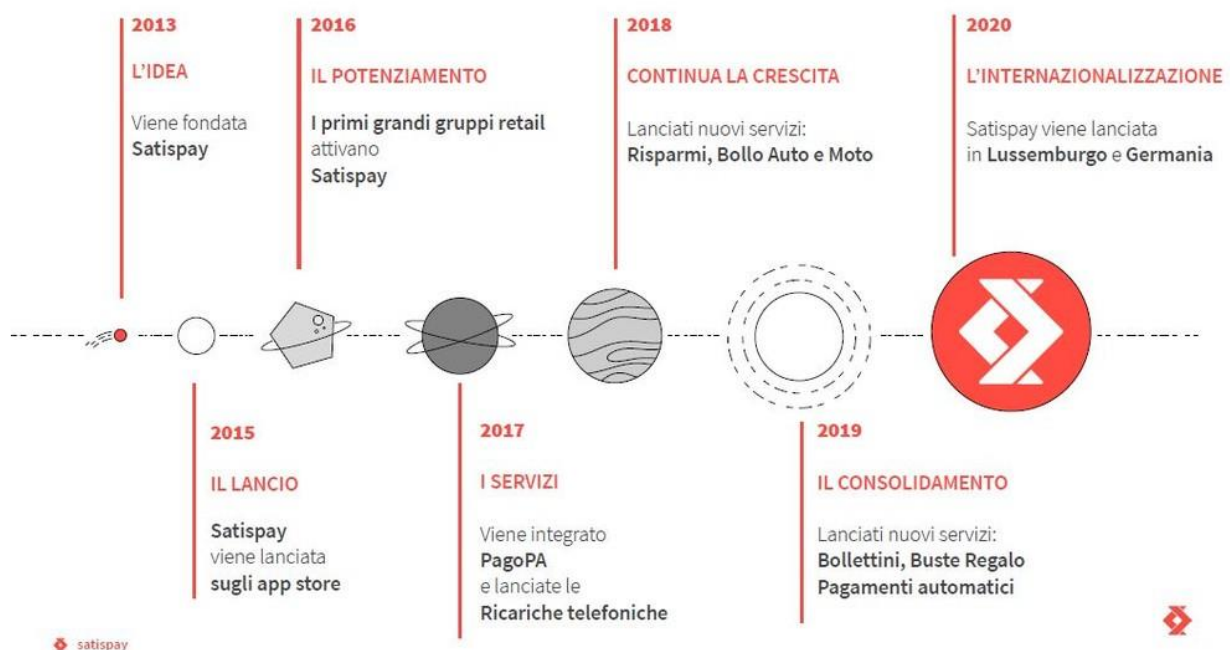 2013
L'IDEA
Viene fondata
Satispay
2016
IL POTENZIAMENTO
I primi grandi gruppi retail
attivano
Satispay
2018
CONTINUA LA CRESCITA
Lanciati nuovi servizi:
Risparmi, Bollo Auto e Moto
2020
L'INTERNAZIONALIZZAZIONE
Satispay viene lanciata
in Lussemburgo e Germania
2015
IL LANCIO
Satispay
viene lanciata
sugli app store
2017
I SERVIZI
Viene integrato
PagoPA
e lanciate le
Ricariche telefoniche
2019
IL CONSOLIDAMENTO
Lanciati nuovi servizi:
Bollettini, Buste Regalo
Pagamenti automatici
satispay